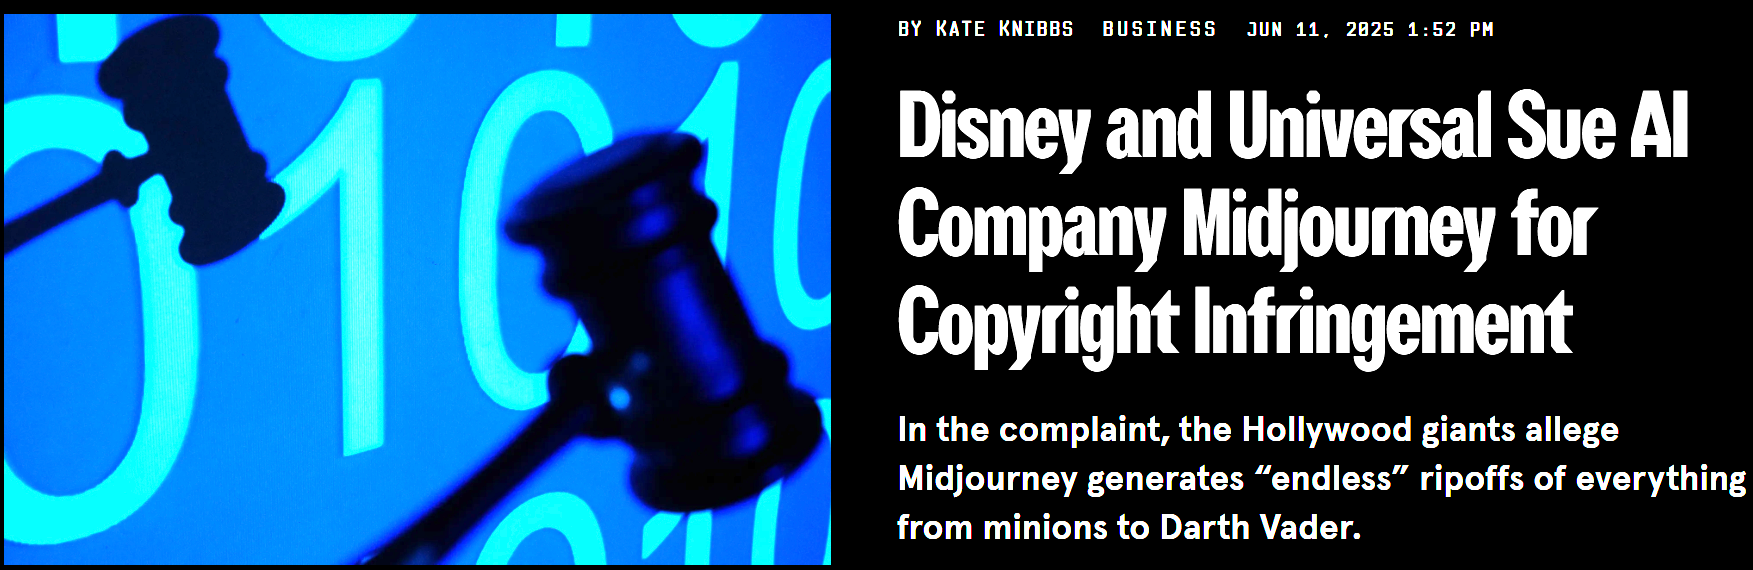 BY KATE KNIBBS BUSINESS JUN 11, 2025 1:52 PM
Disney and Universal Sue AI
Company Midjourney for
Copyright Infringement
In the complaint, the Hollywood giants allege
Midjourney generates “endless” ripoffs of everything
from minions to Darth Vader.